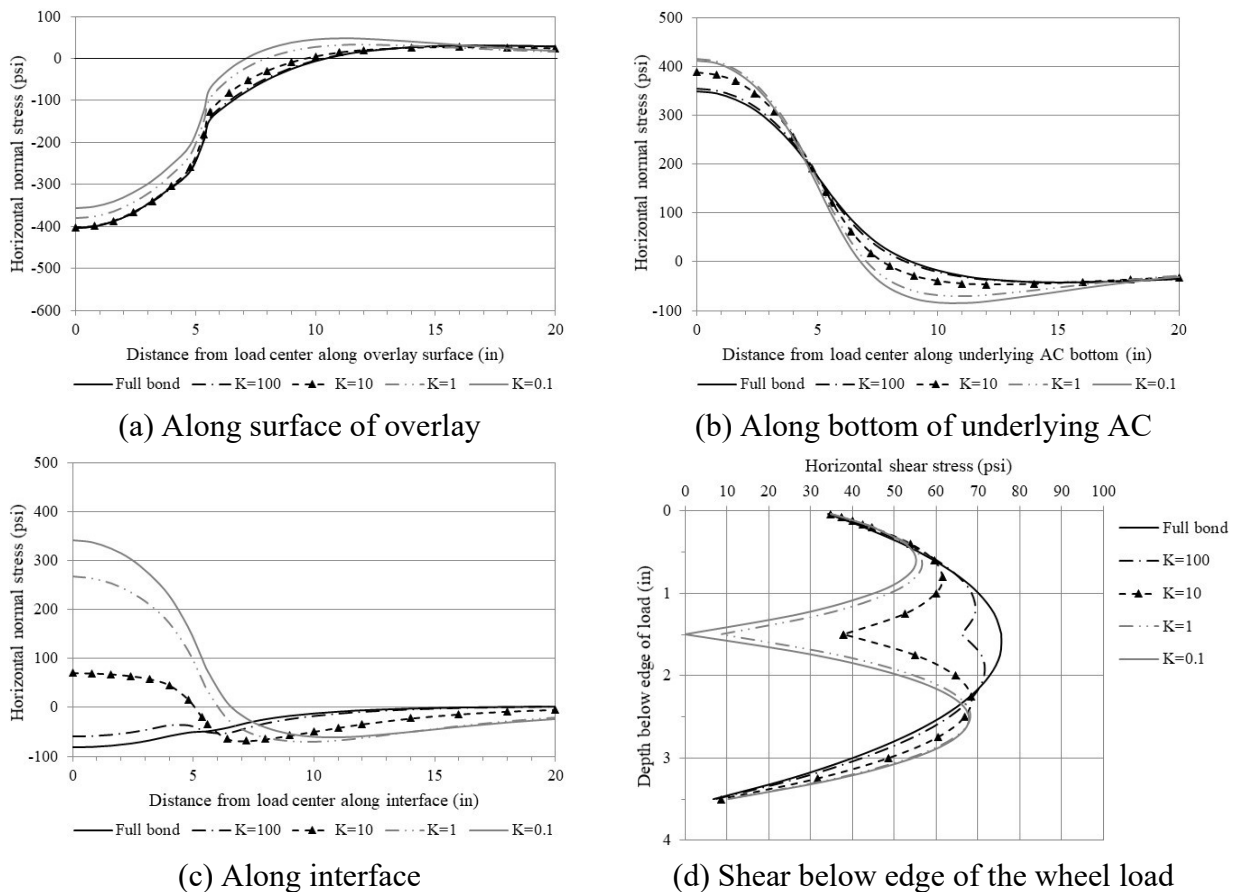 100
0
-100
-200
-300
-400
-500
-600
Horizontal normal stress (psi)
0 5 10 15 20
Distance from load center along overlay surface (in)
Full bond K=100 K=10 K=1 K=0.1
(a) Along surface of overlay
500
400
300
200
100
0
-100
Horizontal normal stress (psi)
0 5 10 15 20
Distance from load center along underlying AC bottom (in)
Full bond K=100 K=10 K=1 K=0.1
(b) Along bottom of underlying AC
500
400
300
200
100
0
-100
Horizontal normal stress (psi)
0 5 10 15 20
Distance from load center along interface (in)
Full bond K=100 K=10 K=1 K=0.1
(c) Along interface
Horizontal shear stress (psi)
0 10 20 30 40 50 60 70 80 90 100
0
1
2
3
4
Depth below edge of load (in)
Full bond
K=100
K=10
K=1
K=0.1
(d) Shear below edge of the wheel load